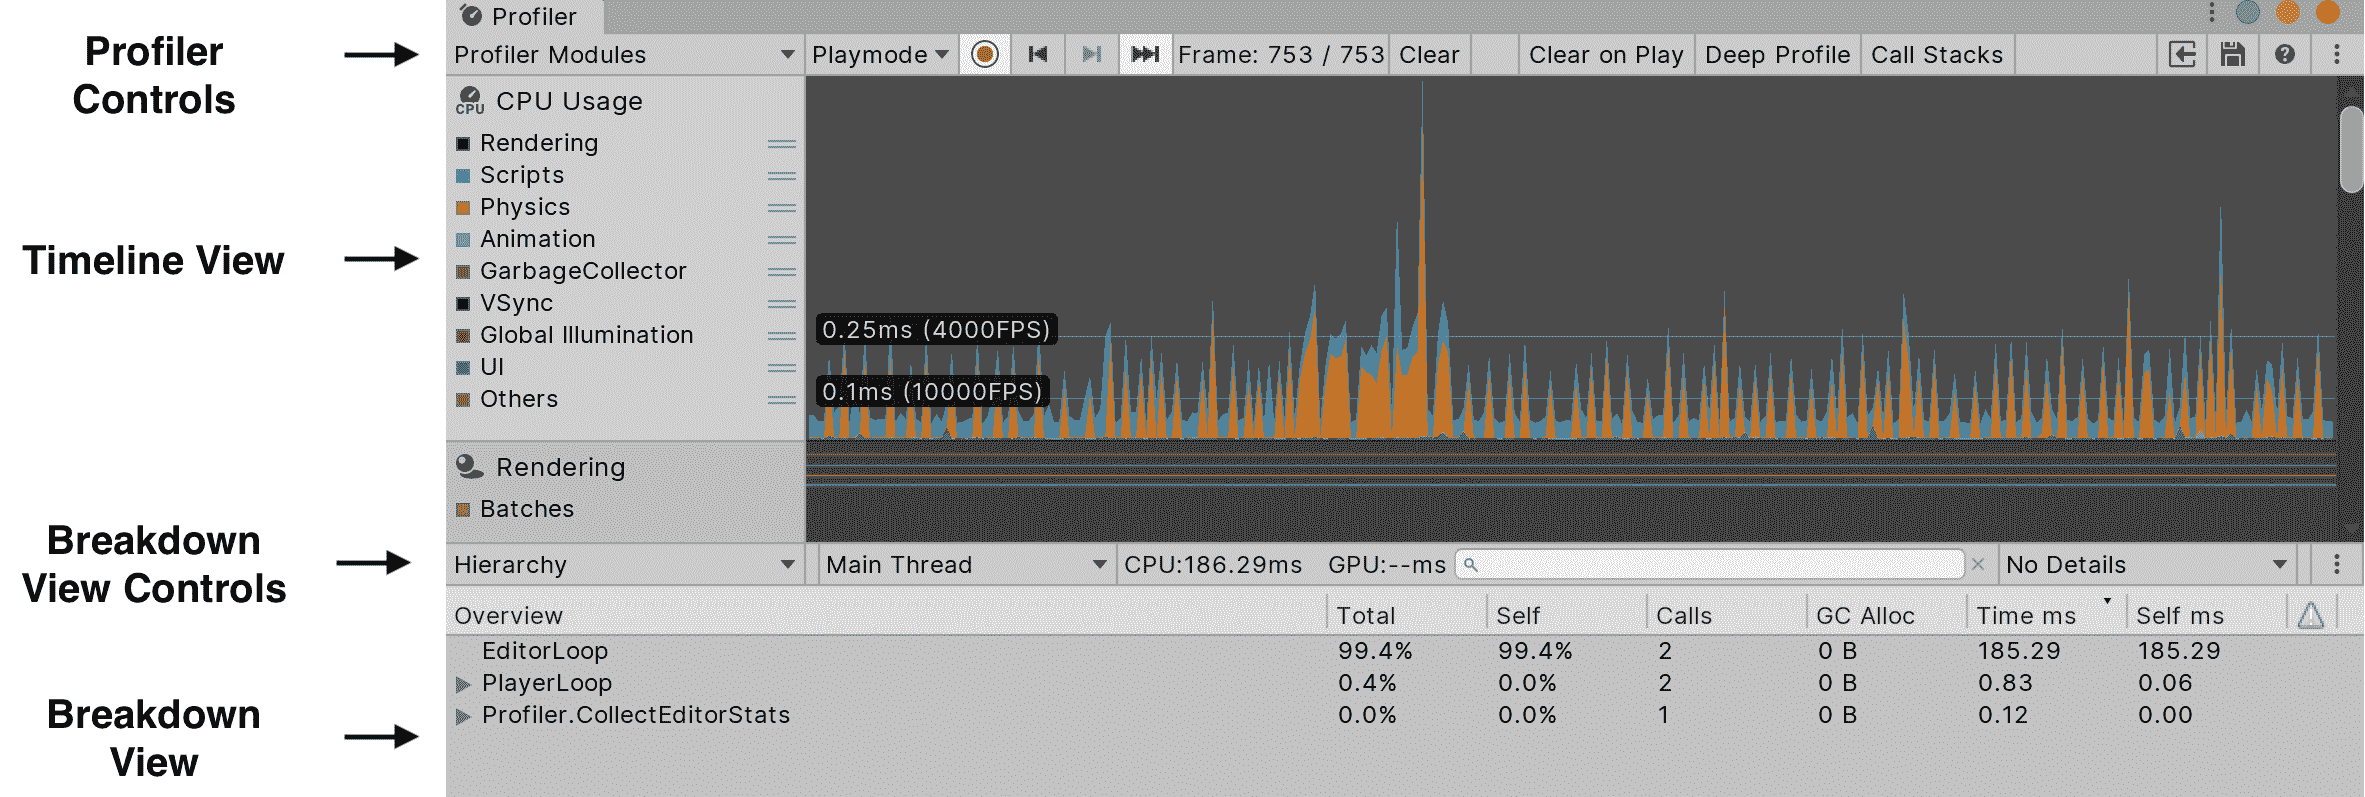 Profiler
Controls
Timeline View
Breakdown
View Controls
Breakdown
View
Profiler
Profiler Modules
Playmode
Frame: 753 / 753
Clear
Clear on Play
Deep Profile
Call Stacks
CPU
CPU Usage
Rendering
Scripts
Physics
Animation
GarbageCollector
VSync
Global Illumination
UI
Others
0.25ms (4000FPS)
0.1ms (10000FPS)
Rendering
Batches
Hierarchy
Main Thread
CPU:186.29ms
GPU:--ms
No Details
Overview Total Self Calls GC Alloc Time ms Self ms
EditorLoop 99.4% 99.4% 2 0 B 185.29 185.29
PlayerLoop 0.4% 0.0% 2 0 B 0.83 0.06
Profiler.CollectEditorStats 0.0% 0.0% 1 0 B 0.12 0.00